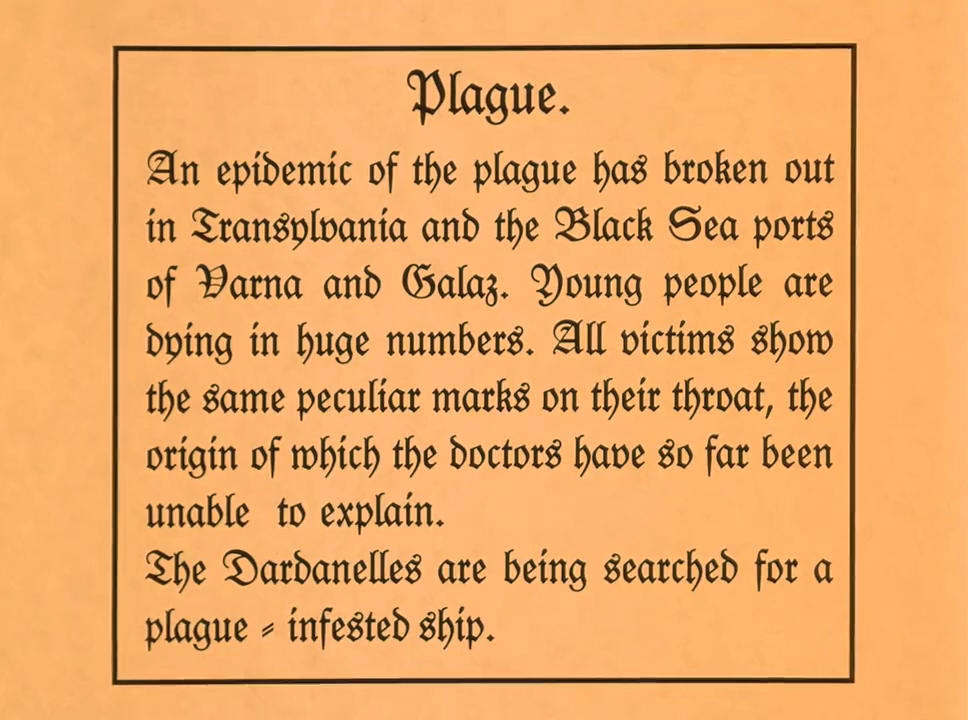 Plague.
An epidemic of the plague has broken out
in Transylvania and the Black Sea ports
of Varna and Galaz. Young people are
dying in huge numbers. All victims show
the same peculiar marks on their throat, the
origin of which the doctors have so far been
unable to explain.
The Dardanelles are being searched for a
plague - infested ship.